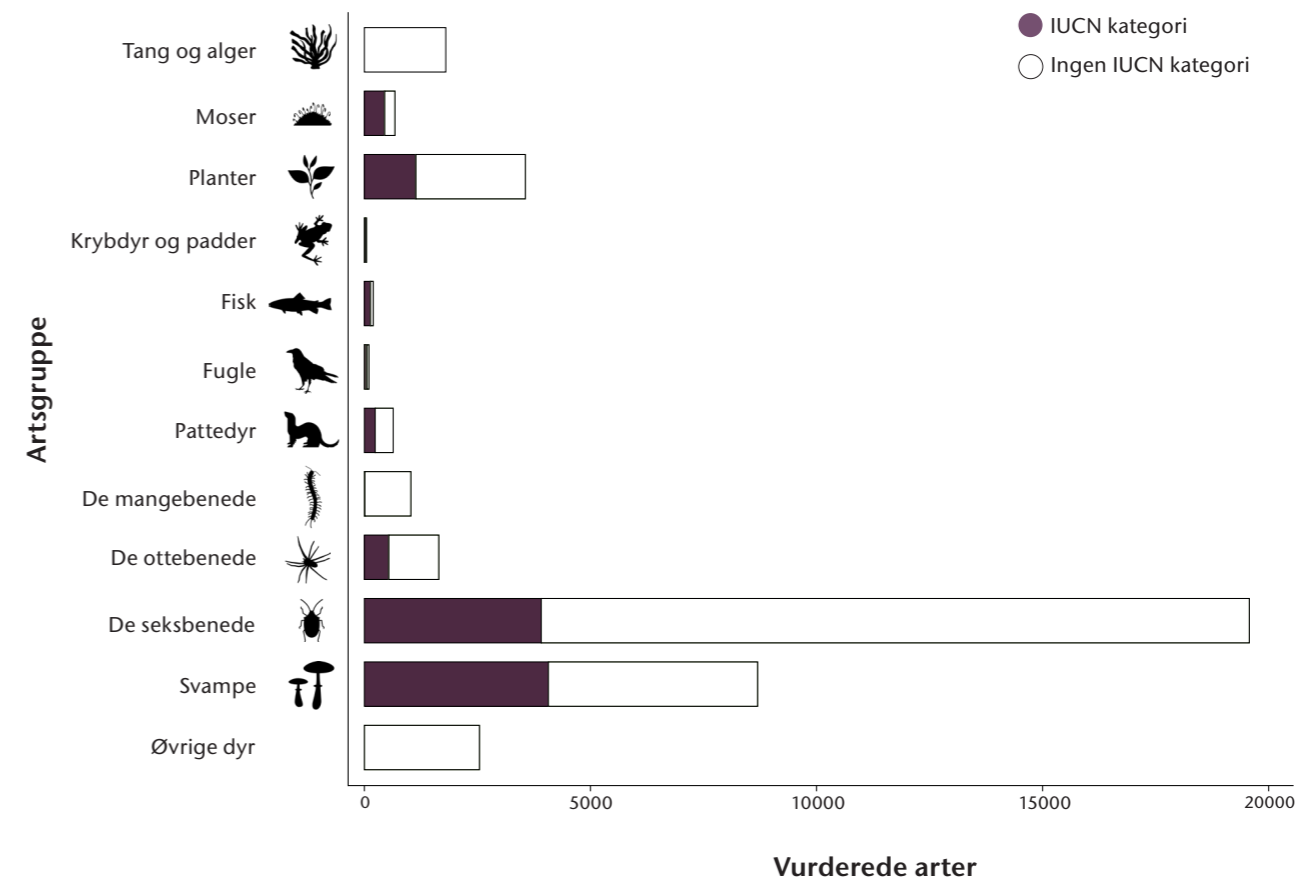 IUCN kategori
Ingen IUCN kategori
Artsgruppe
Tang og alger
Moser
Planter
Krybdyr og padder
Fisk
Fugle
Pattedyr
De mangebenede
De ottebenede
De seksbenede
Svampe
Øvrige dyr
0 5000 10000 15000 20000
Vurderede arter